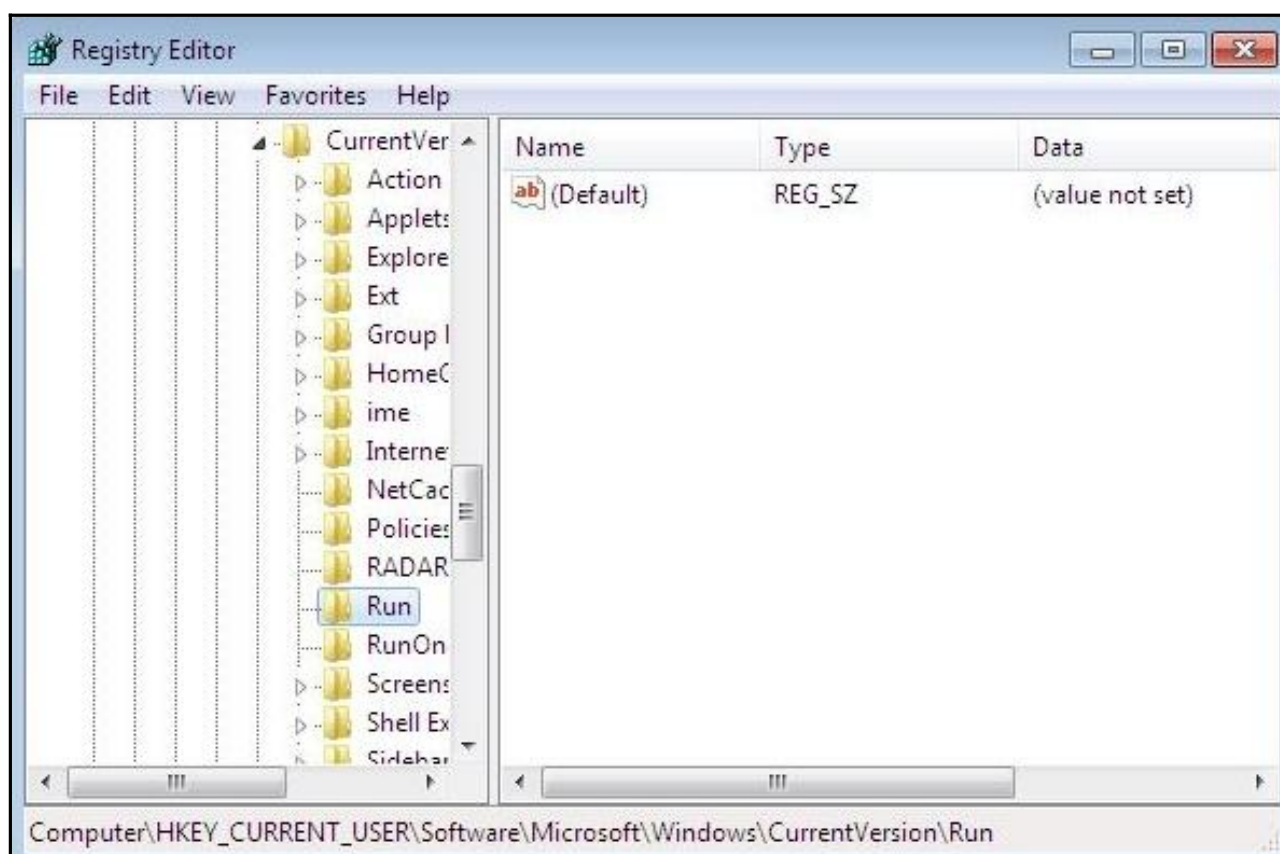 Registry Editor
File Edit View Favorites Help
CurrentVer
Action
Applets
Explore
Ext
Group
HomeC
ime
Interne
NetCac
Policies
RADAR
Run
RunOn
Screens
Shell Ex
Sidebar
Name Type Data
ab (Default) REG_SZ (value not set)
Computer\HKEY_CURRENT_USER\Software\Microsoft\Windows\CurrentVersion\Run